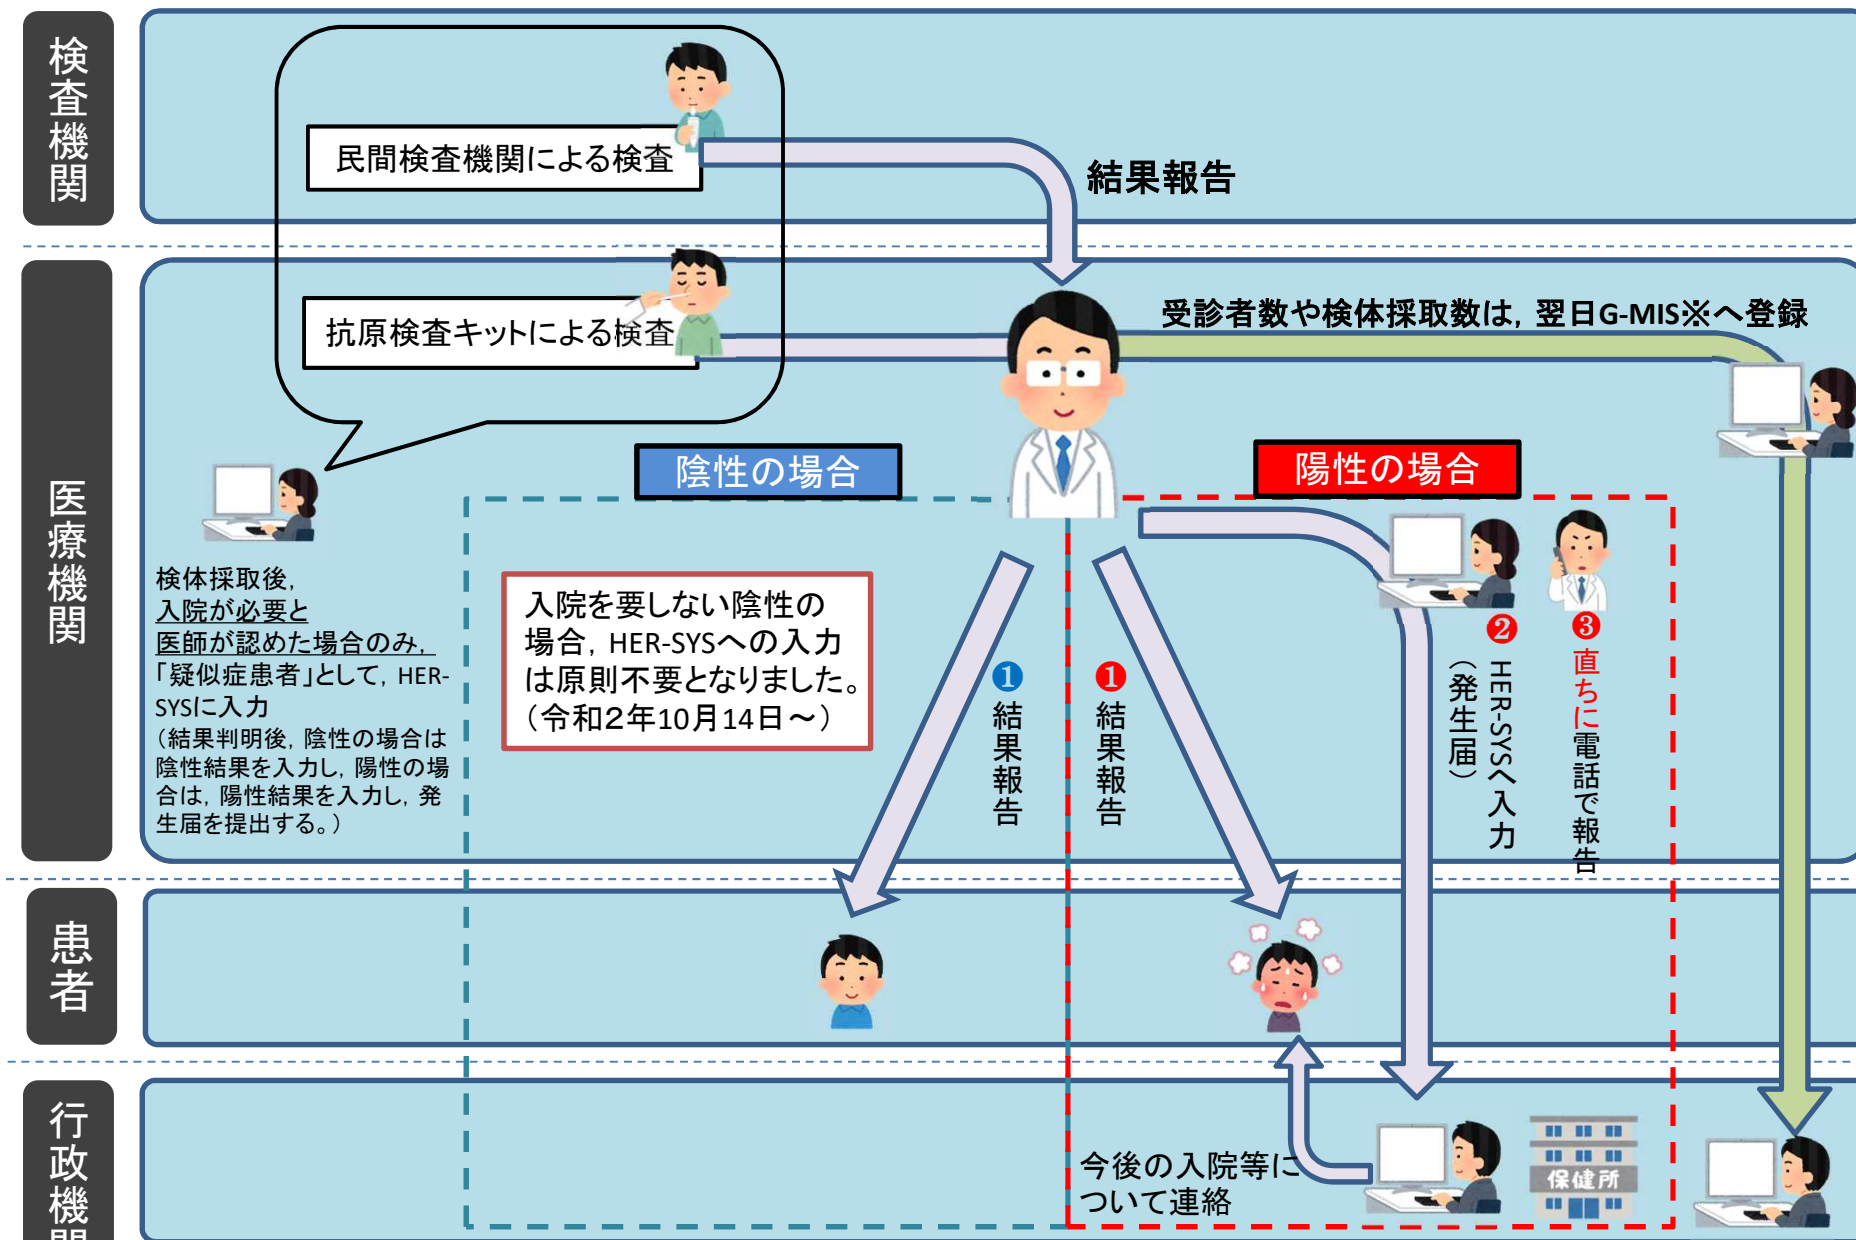 検査機関
民間検査機関による検査
結果報告
医療機関
抗原検査キットによる検査
受診者数や検体採取数は，翌日G-MIS※へ登録
陰性の場合
陽性の場合
検体採取後，
入院が必要と
医師が認めた場合のみ，
「疑似症患者」として，HER-
SYSに入力
（結果判明後，陰性の場合は
陰性結果を入力し，陽性の場
合は，陽性結果を入力し，発
生届を提出する。）
入院を要しない陰性の
場合，HER-SYSへの入力
は原則不要となりました。
（令和２年10月14日～）
❶結果報告
❶結果報告
❷HER-SYSへ入力
（発生届）
❸直ちに電話で報告
患者
行政機関
今後の入院等に
ついて連絡
保健所